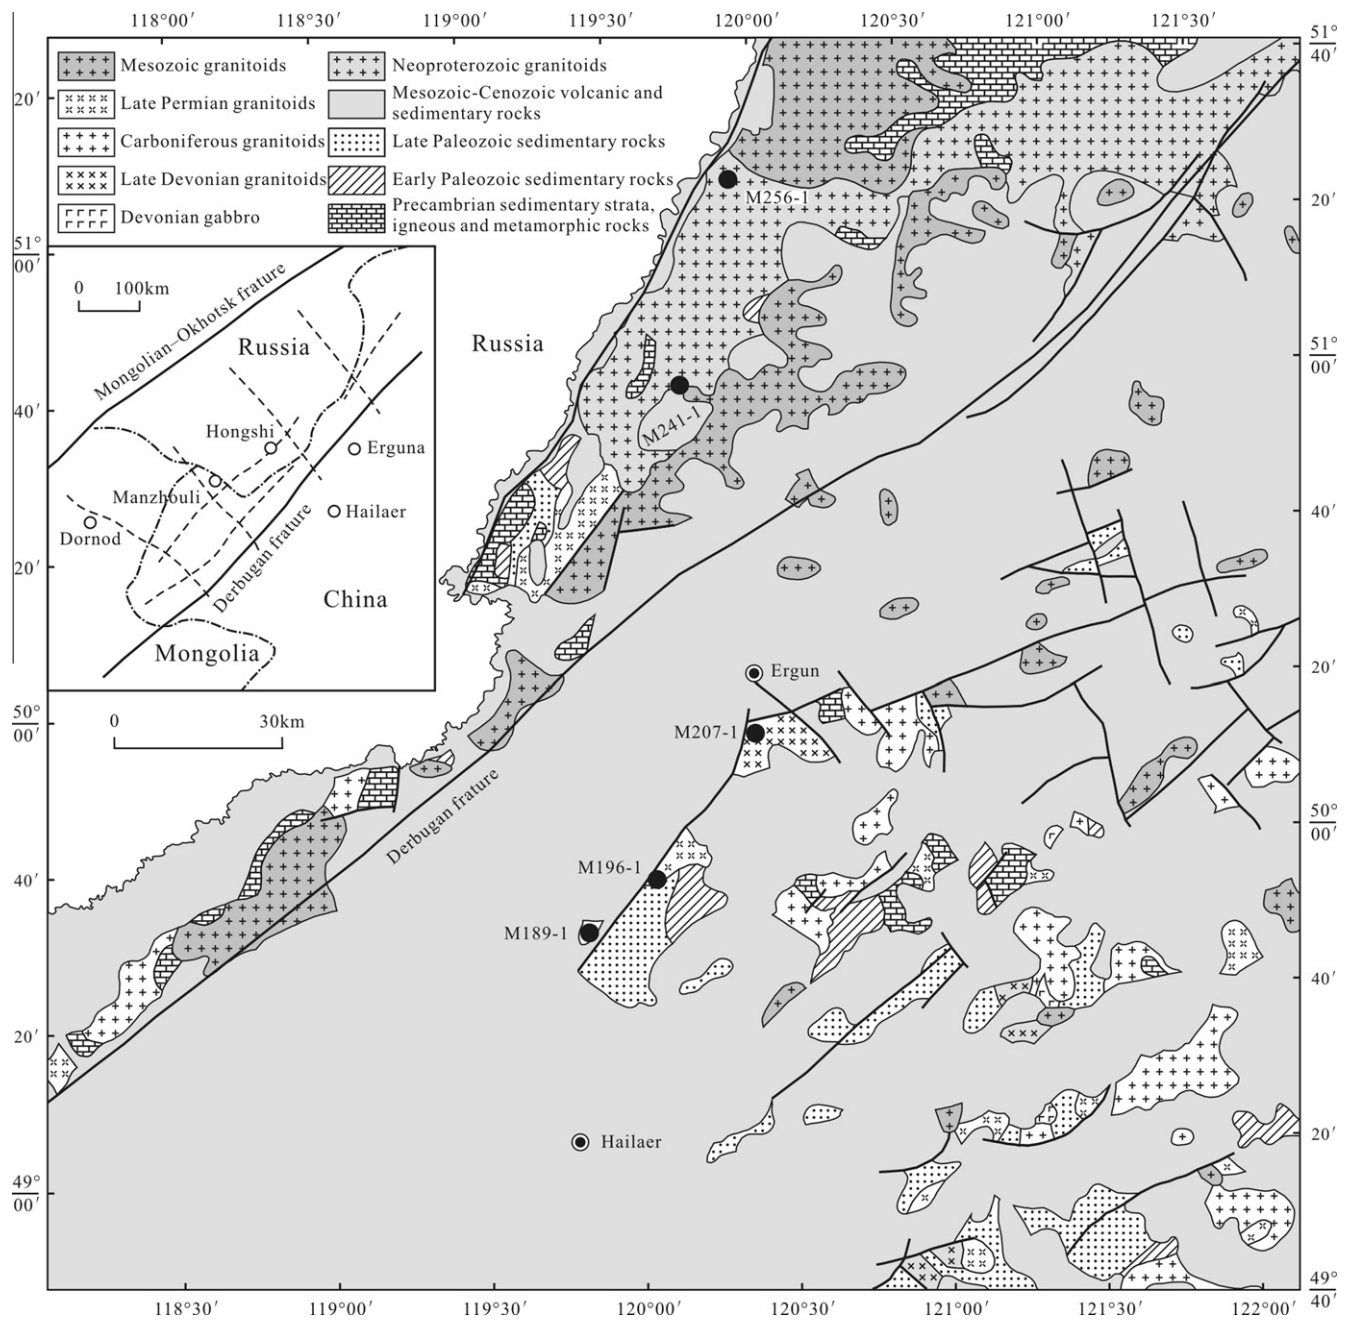 118°00′ 118°30′ 119°00′ 119°30′ 120°00′ 120°30′ 121°00′ 121°30′
51°
40′
20′
51°
00′
40′
20′
50°
00′
40′
20′
49°
00′
Mesozoic granitoids
Late Permian granitoids
Carboniferous granitoids
Late Devonian granitoids
Devonian gabbro
Neoproterozoic granitoids
Mesozoic-Cenozoic volcanic and
sedimentary rocks
Late Paleozoic sedimentary rocks
Early Paleozoic sedimentary rocks
Precambrian sedimentary strata,
igneous and metamorphic rocks
0 100km
Mongolian–Okhotsk frature
Russia
Hongshi
Erguna
Manzhouli
Hailaer
Dornod
Derbugan frature
China
Mongolia
0 30km
Russia
M256-1
M241-1
Ergun
M207-1
Derbugan frature
M196-1
M189-1
Hailaer
20′
51°
00′
40′
20′
50°
00′
40′
20′
49°
40′
118°30′ 119°00′ 119°30′ 120°00′ 120°30′ 121°00′ 121°30′ 122°00′